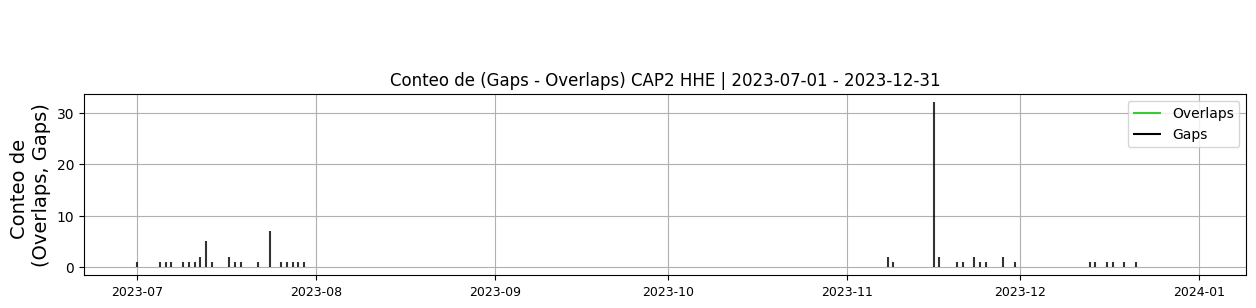 Conteo de (Gaps - Overlaps) CAP2 HHE | 2023-07-01 - 2023-12-31
Conteo de
(Overlaps, Gaps)
30
20
10
0
Overlaps
Gaps
2023-07
2023-08
2023-09
2023-10
2023-11
2023-12
2024-01